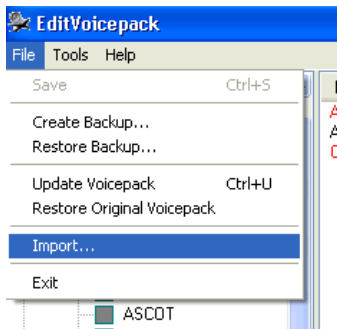 EditVoicepack
File Tools Help
Save Ctrl+S
Create Backup...
Restore Backup...
Update Voicepack Ctrl+U
Restore Original Voicepack
Import...
Exit
ASCOT